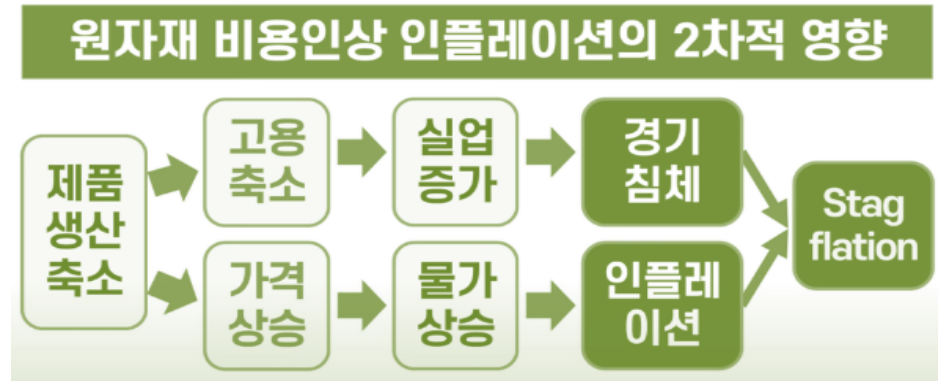 원자재 비용인상 인플레이션의 2차적 영향
제품
생산
축소
고용
축소
실업
증가
경기
침체
가격
상승
물가
상승
인플레
이션
Stag
flation